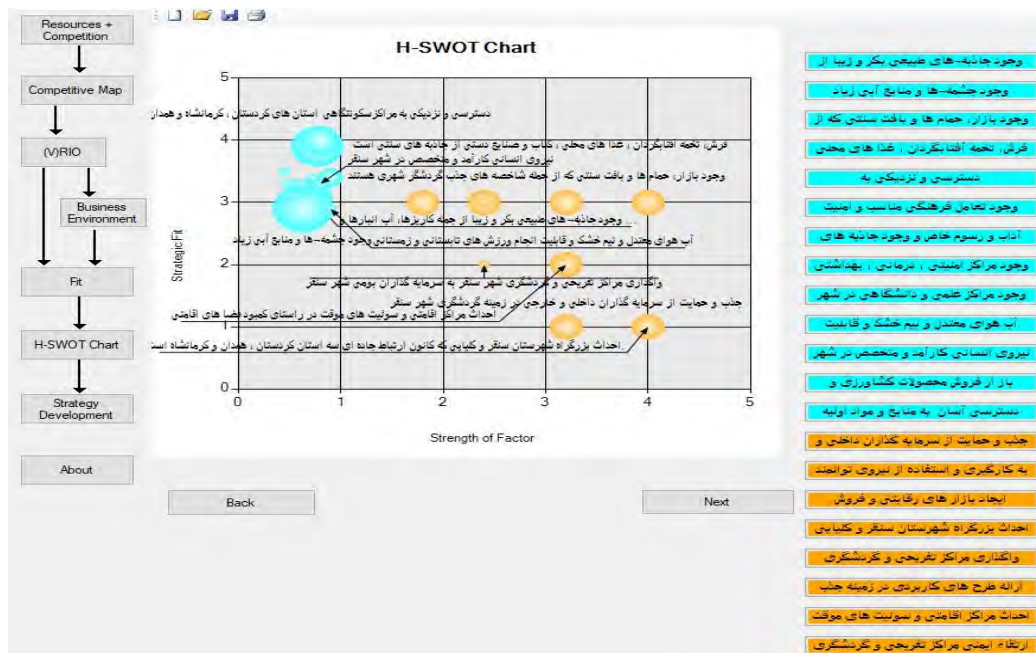 Resources +
Competition
Competitive Map
(V)RIO
Business
Environment
Fit
H-SWOT Chart
Strategy
Development
About
H-SWOT Chart
Strategic Fit
5
4
3
2
1
0
دسترسی و نزدیکی به مراکز سکونتگاهی استان های کردستان ، کرمانشاه و همدان
فرش، تخمه آفتابگردان ، غذا های محلی ، کباب و صنایع دستی از جاذبه های سنتی است
نیروی انسانی کارآمد و متخصص در شهر سنقر
وجود بازار، حمام ها و بافت سنتی که از جمله شاخصه های جذب گردشگر شهری هستند
وجود جاذبه-های طبیعی بکر و زیبا از جمله کاریزها، آب انبارها و ...
آب هوای معتدل و نیم خشک و قابلیت انجام ورزش های تابستانی و زمستانی
وجود چشمه-ها و منابع آبی زیاد
واگذاری مراکز تفریحی و گردشگری شهر سنقر به سرمایه گذاران بومی شهر سنقر
جذب و حمایت از سرمایه گذاران داخلی و خارجی در زمینه گردشگری شهر سنقر
احداث مراکز اقامتی و سوئیت های موقت در راستای کمبود فضا های اقامتی
احداث بزرگراه شهرستان سنقر و کلیایی که کانون ارتباط جاده ای سه استان کردستان ، همدان و کرمانشاه است...
0 1 2 3 4 5
Strength of Factor
Back
Next
وجود جاذبه-های طبیعی بکر و زیبا از
وجود چشمه-ها و منابع آبی زیاد
وجود بازار، حمام ها و بافت سنتی که از
فرش، تخمه آفتابگردان ، غذا های محلی
دسترسی و نزدیکی به
وجود تعامل فرهنگی مناسب و امنیت
آداب و رسوم خاص و وجود جاذبه های
وجود مراکز امنیتی ، درمانی ، بهداشتی
وجود مراکز علمی و دانشگاهی در شهر
آب هوای معتدل و نیم خشک و قابلیت
نیروی انسانی کارآمد و متخصص در شهر
بازار فروش محصولات کشاورزی و
دسترسی آسان به منابع و مواد اولیه
جذب و حمایت از سرمایه گذاران داخلی و
به کارگیری و استفاده از نیروی توانمند
ایجاد بازار های رقابتی و فروش
احداث بزرگراه شهرستان سنقر و کلیایی
واگذاری مراکز تفریحی و گردشگری
ارائه طرح های کاربردی در زمینه جذب
احداث مراکز اقامتی و سوئیت های موقت
ارتقاء ایمنی مراکز تفریحی و گردشگری